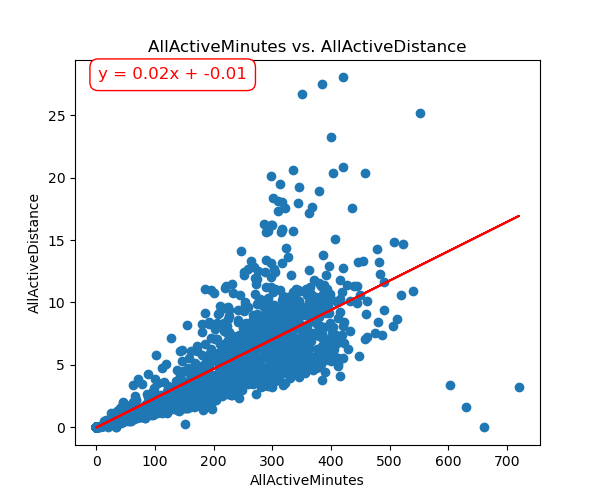 AllActiveMinutes vs. AllActiveDistance
y = 0.02x + -0.01
25
20
15
10
5
0
AllActiveDistance
0 100 200 300 400 500 600 700
AllActiveMinutes